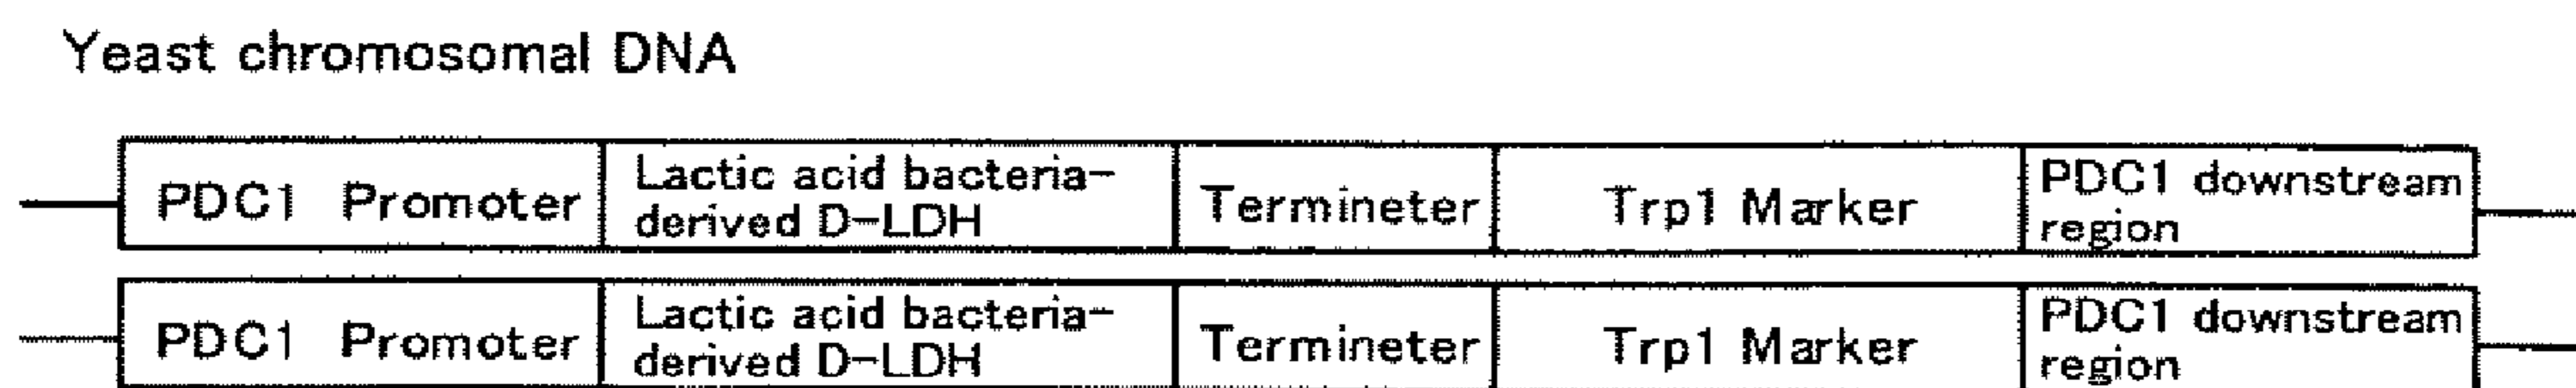 Yeast chromosomal DNA
PDC1 Promoter
Lactic acid bacteria-
derived D-LDH
Termineter
Trp1 Marker
PDC1 downstream
region
PDC1 Promoter
Lactic acid bacteria-
derived D-LDH
Termineter
Trp1 Marker
PDC1 downstream
region